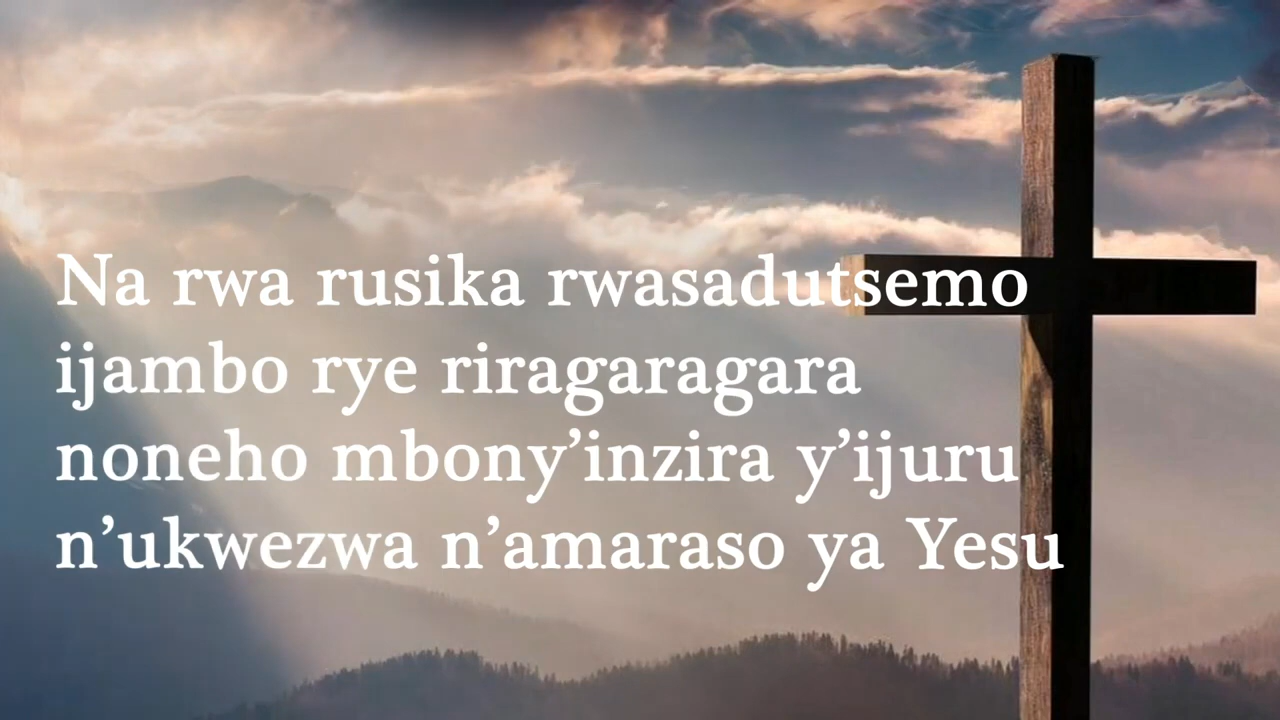 Na rwa rusika rwasadutsemo
ijambo rye riragaragara
noneho mbony’inzira y’ijuru
n’ukwezwa n’amaraso ya Yesu